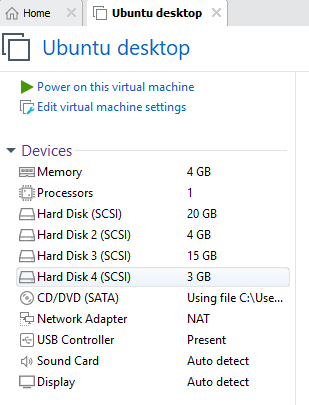 Home Ubuntu desktop
Ubuntu desktop
Power on this virtual machine
Edit virtual machine settings
Devices
Memory 4 GB
Processors 1
Hard Disk (SCSI) 20 GB
Hard Disk 2 (SCSI) 4 GB
Hard Disk 3 (SCSI) 15 GB
Hard Disk 4 (SCSI) 3 GB
CD/DVD (SATA) Using file C:\Use...
Network Adapter NAT
USB Controller Present
Sound Card Auto detect
Display Auto detect